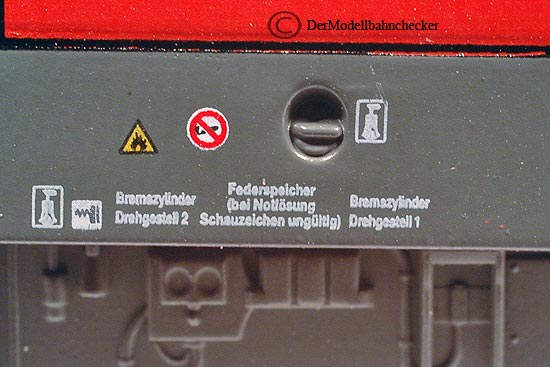 © DerModellbahnchecker
Bremszylinder
Drehgestell 2
Federspeicher
(bei Notlösung
Schauzeichen ungültig)
Bremszylinder
Drehgestell 1